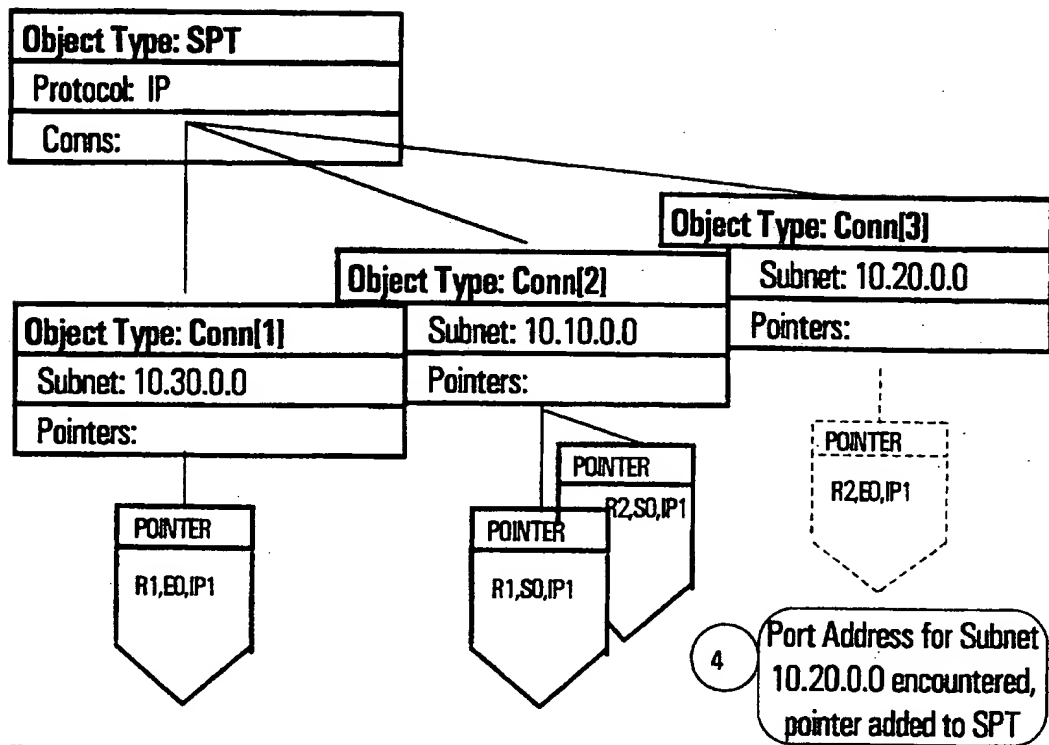 Object Type: SPT
Protocol: IP
Conns:
Object Type: Conn[3]
Subnet: 10.20.0.0
Pointers:
Object Type: Conn[2]
Subnet: 10.10.0.0
Pointers:
Object Type: Conn[1]
Subnet: 10.30.0.0
Pointers:
POINTER
R2,E0,IP1
POINTER
R2,S0,IP1
POINTER
R1,S0,IP1
POINTER
R1,E0,IP1
4
Port Address for Subnet
10.20.0.0 encountered,
pointer added to SPT